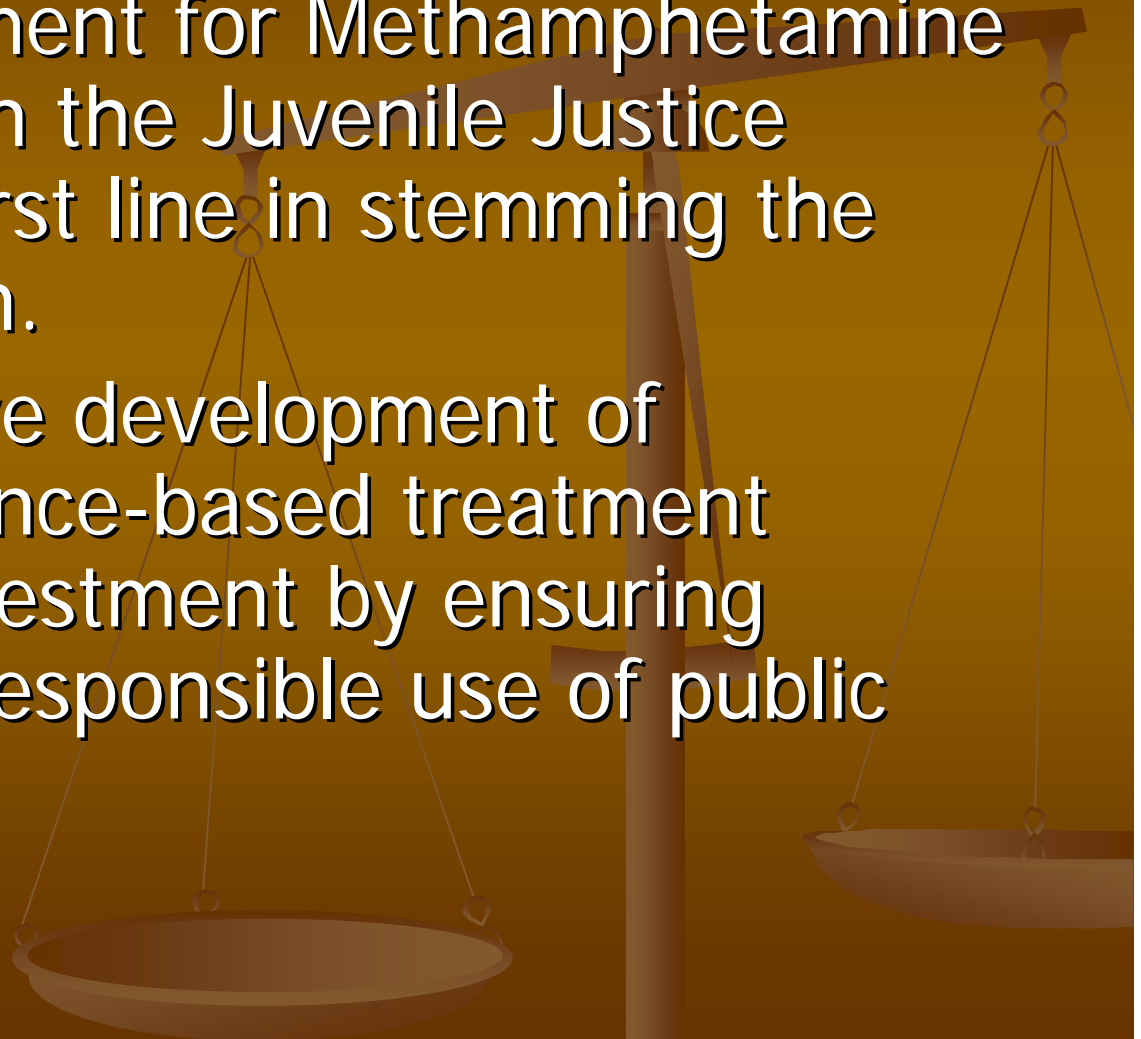 ment for Methamphetamine
n the Juvenile Justice
rst line in stemming the
n.
ve development of
nce-based treatment
estment by ensuring
esponsible use of public